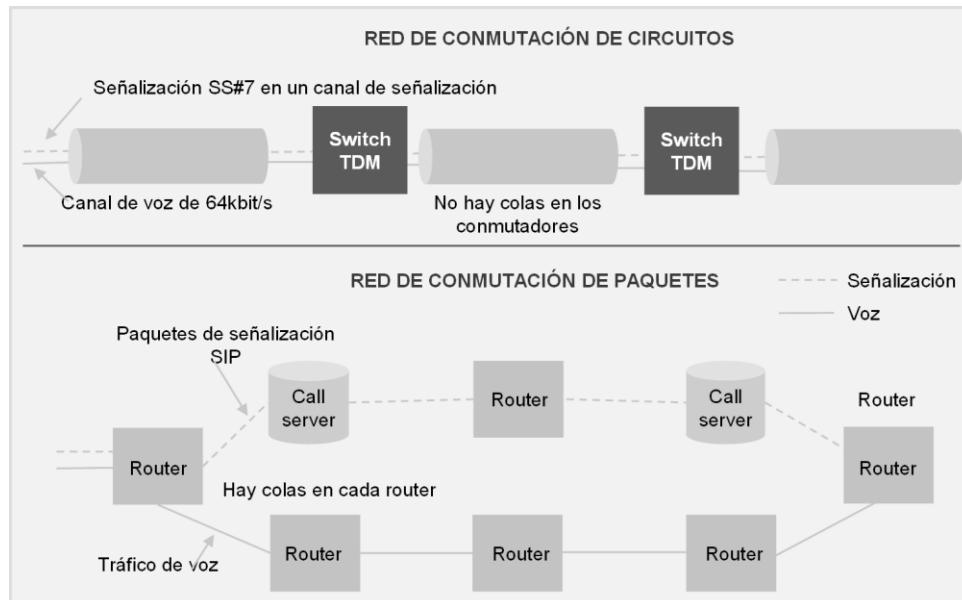 RED DE CONMUTACIÓN DE CIRCUITOS
Señalización SS#7 en un canal de señalización
Switch
TDM
Switch
TDM
Canal de voz de 64kbit/s
No hay colas en los
conmutadores
RED DE CONMUTACIÓN DE PAQUETES
Señalización
Voz
Paquetes de señalización
SIP
Call
server
Router
Call
server
Router
Router
Router
Hay colas en cada router
Router
Router
Router
Tráfico de voz